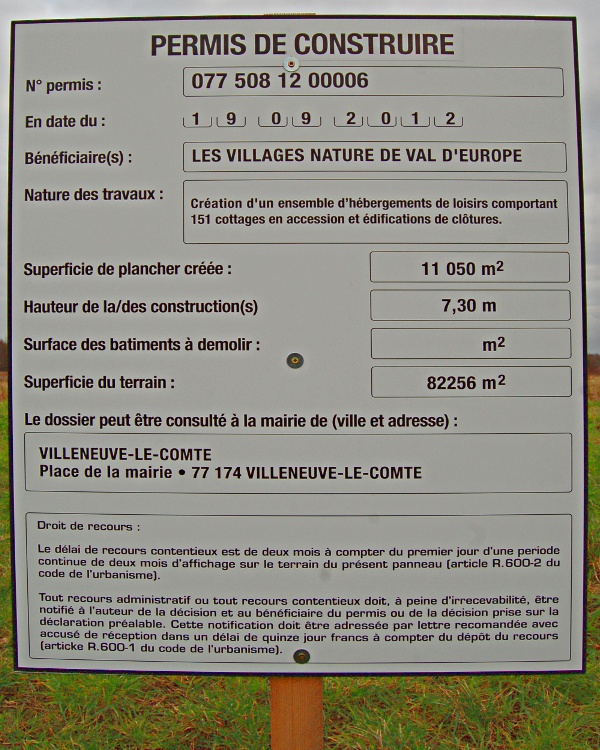 PERMIS DE CONSTRUIRE
N° permis : 077 508 12 00006
En date du : 1 9 0 9 2 0 1 2
Bénéficiaire(s) : LES VILLAGES NATURE DE VAL D'EUROPE
Nature des travaux : Création d'un ensemble d'hébergements de loisirs comportant
151 cottages en accession et édifications de clôtures.
Superficie de plancher créée : 11 050 m²
Hauteur de la/des construction(s) 7,30 m
Surface des batiments à demolir : m²
Superficie du terrain : 82256 m²
Le dossier peut être consulté à la mairie de (ville et adresse) :
VILLENEUVE-LE-COMTE
Place de la mairie • 77 174 VILLENEUVE-LE-COMTE
Droit de recours :
Le délai de recours contentieux est de deux mois à compter du premier jour d'une periode
continue de deux mois d'affichage sur le terrain du présent panneau (article R.600-2 du
code de l'urbanisme).
Tout recours administratif ou tout recours contentieux doit, à peine d'irrecevabilité, être
notifié à l'auteur de la décision et au bénéficiaire du permis ou de la décision prise sur la
déclaration préalable. Cette notification doit être adressée par lettre recomandée avec
accusé de réception dans un délai de quinze jour francs à compter du dépôt du recours
(articke R.600-1 du code de l'urbanisme).